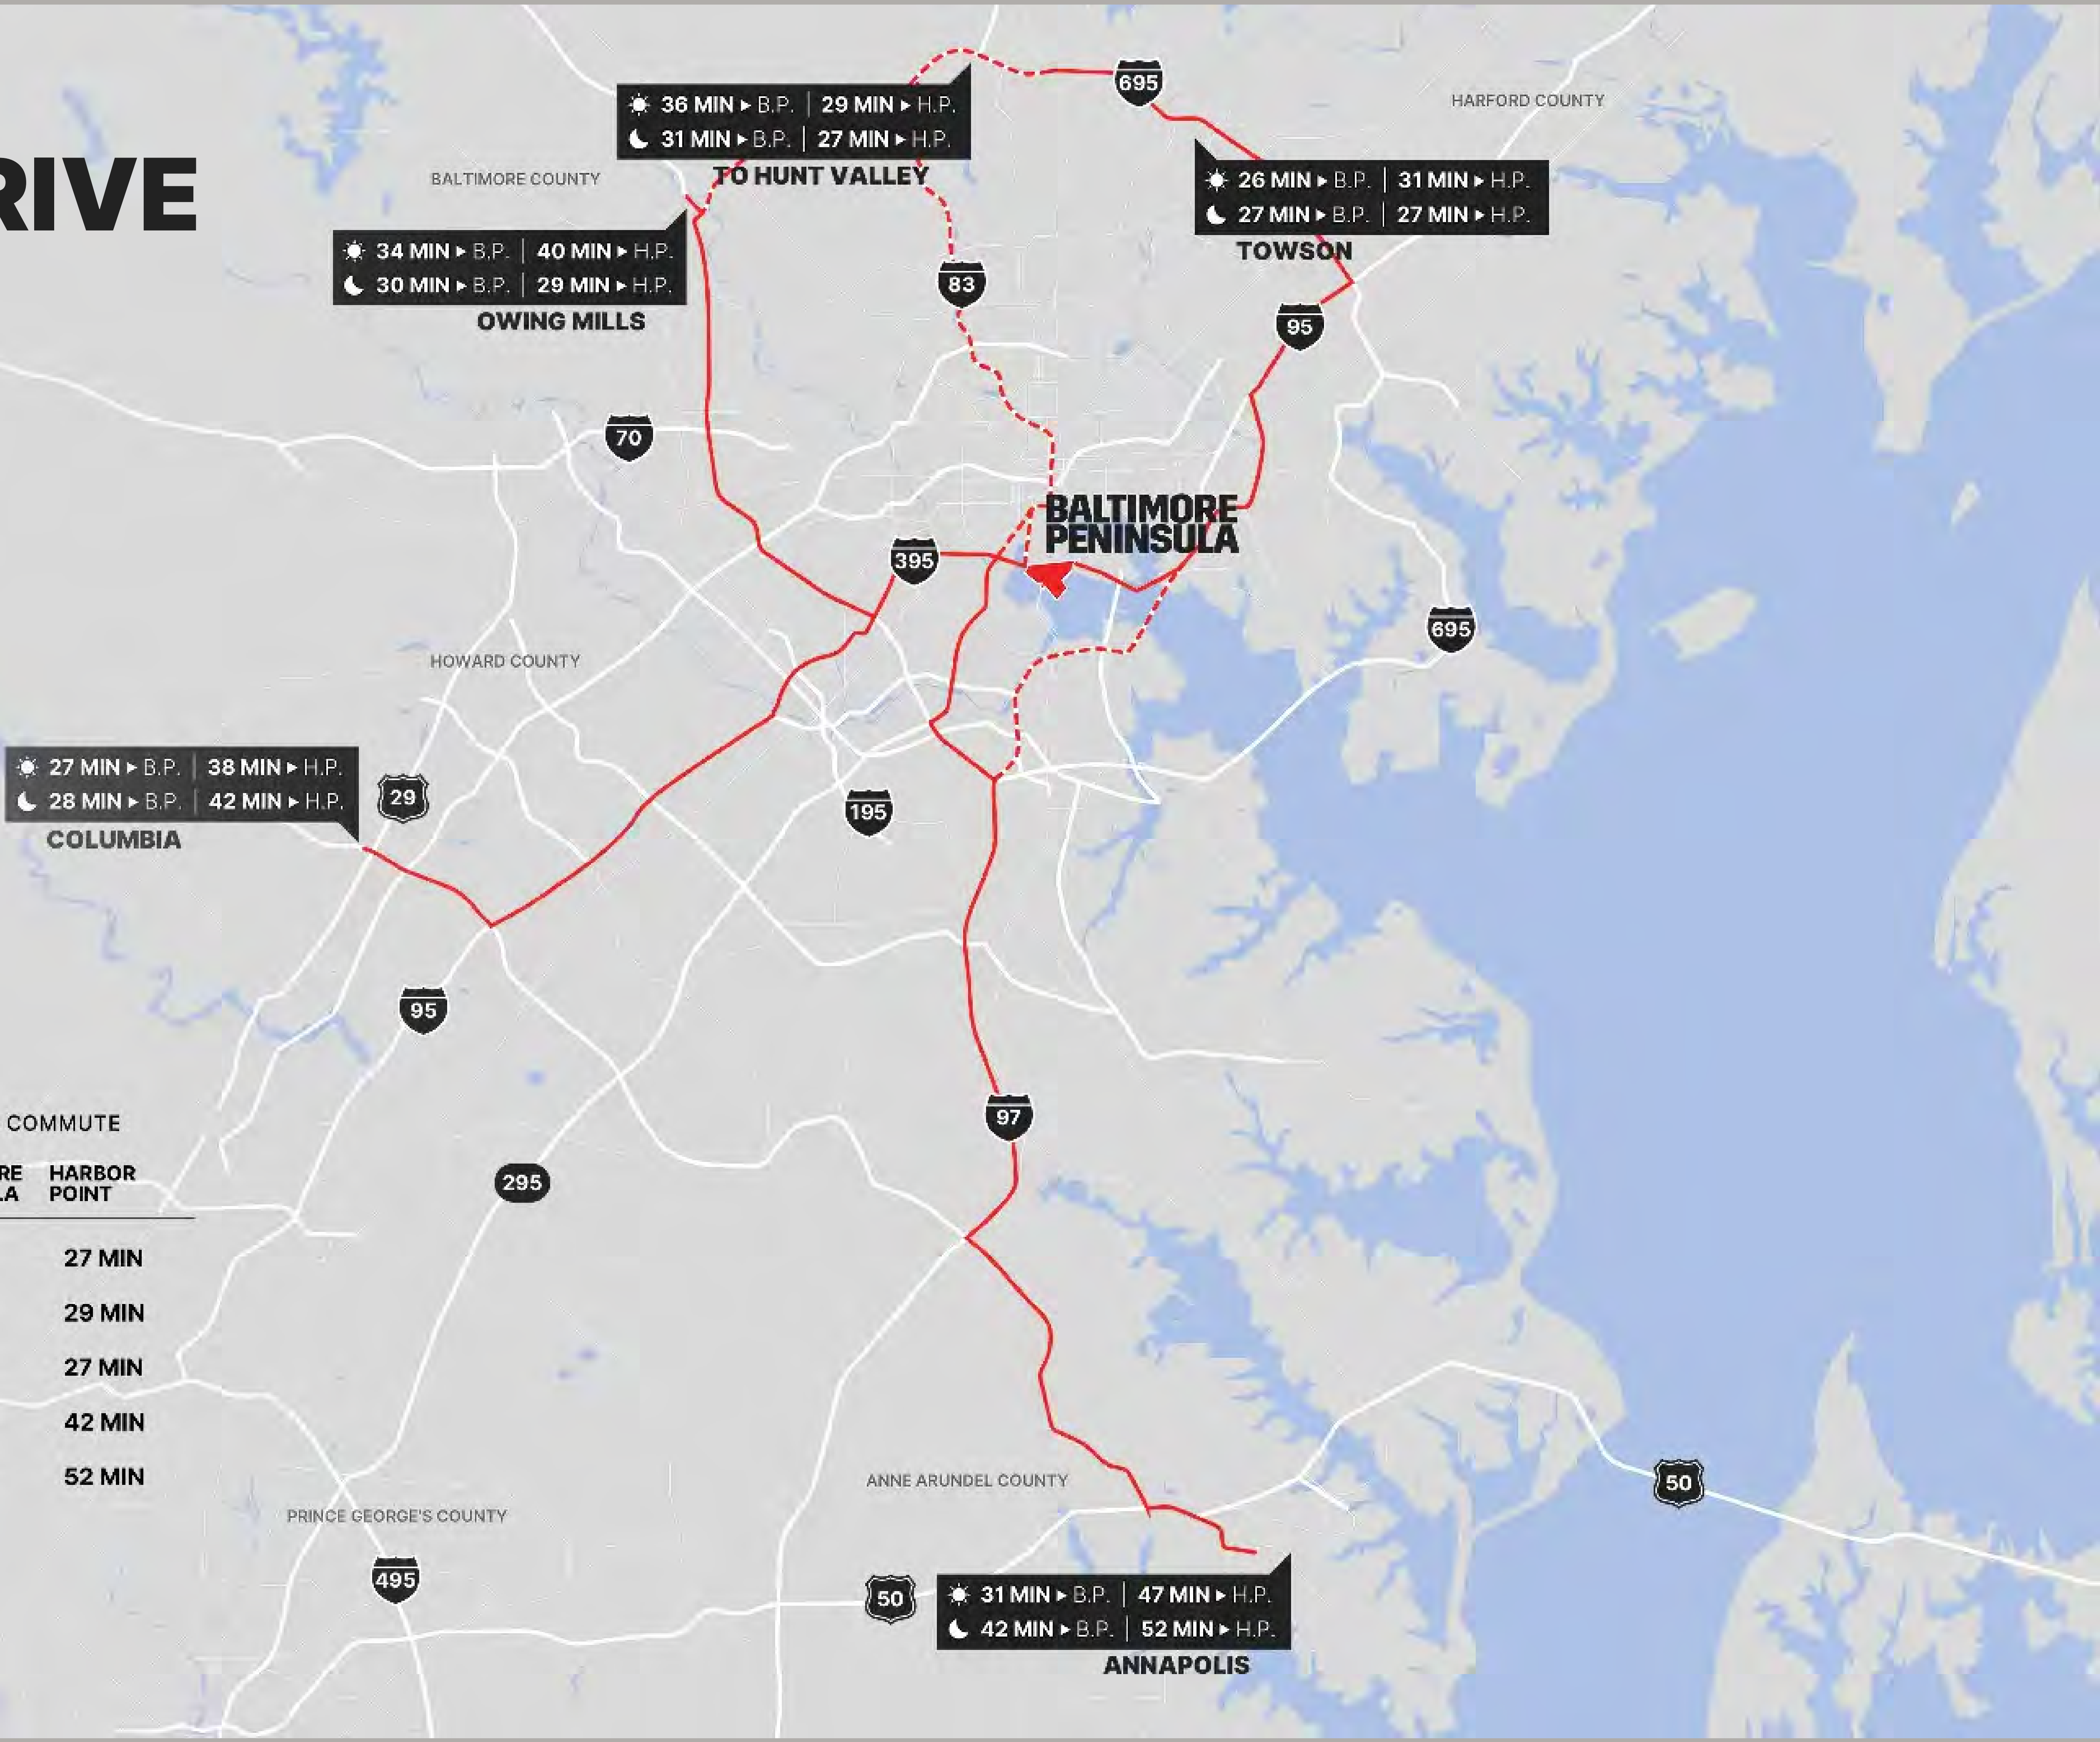 RIVE
695
HARFORD COUNTY
36 MIN ▸ B.P. | 29 MIN ▸ H.P.
31 MIN ▸ B.P. | 27 MIN ▸ H.P.
TO HUNT VALLEY
BALTIMORE COUNTY
26 MIN ▸ B.P. | 31 MIN ▸ H.P.
27 MIN ▸ B.P. | 27 MIN ▸ H.P.
TOWSON
34 MIN ▸ B.P. | 40 MIN ▸ H.P.
30 MIN ▸ B.P. | 29 MIN ▸ H.P.
OWING MILLS
83
95
70
BALTIMORE
PENINSULA
395
695
HOWARD COUNTY
27 MIN ▸ B.P. | 38 MIN ▸ H.P.
28 MIN ▸ B.P. | 42 MIN ▸ H.P.
COLUMBIA
29
195
95
97
COMMUTE
RE
LA
HARBOR
POINT
295
27 MIN
29 MIN
27 MIN
42 MIN
52 MIN
ANNE ARUNDEL COUNTY
50
PRINCE GEORGE'S COUNTY
495
50
31 MIN ▸ B.P. | 47 MIN ▸ H.P.
42 MIN ▸ B.P. | 52 MIN ▸ H.P.
ANNAPOLIS